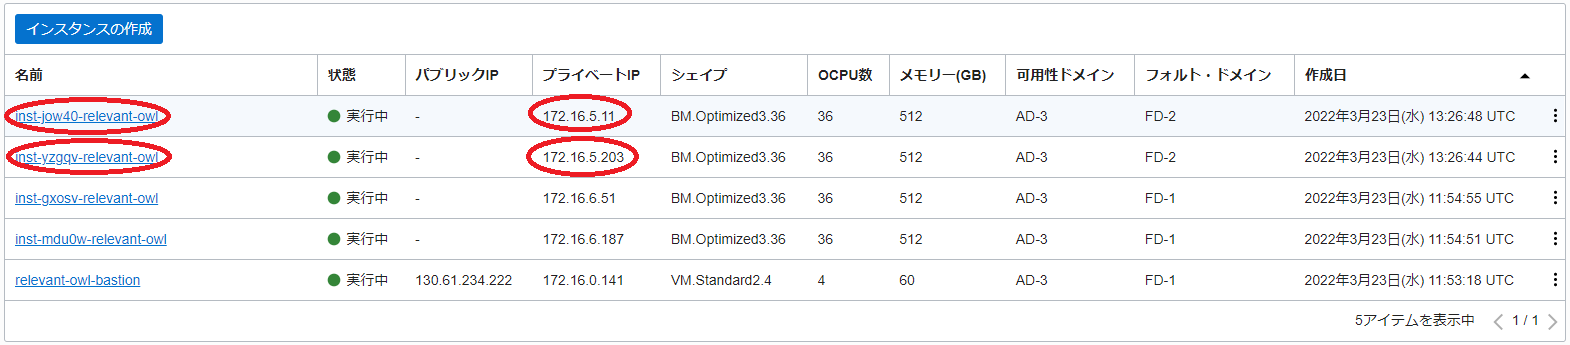 インスタンスの作成
名前 状態 パブリックIP プライベートIP シェイプ OCPU数 メモリー(GB) 可用性ドメイン フォルト・ドメイン 作成日
inst-jow40-relevant-owl 実行中 - 172.16.5.11 BM.Optimized3.36 36 512 AD-3 FD-2 2022年3月23日(水) 13:26:48 UTC
inst-yzgqv-relevant-owl 実行中 - 172.16.5.203 BM.Optimized3.36 36 512 AD-3 FD-2 2022年3月23日(水) 13:26:44 UTC
inst-gxosv-relevant-owl 実行中 - 172.16.6.51 BM.Optimized3.36 36 512 AD-3 FD-1 2022年3月23日(水) 11:54:55 UTC
inst-mdu0w-relevant-owl 実行中 - 172.16.6.187 BM.Optimized3.36 36 512 AD-3 FD-1 2022年3月23日(水) 11:54:51 UTC
relevant-owl-bastion 実行中 130.61.234.222 172.16.0.141 VM.Standard2.4 4 60 AD-3 FD-1 2022年3月23日(水) 11:53:18 UTC
5アイテムを表示中 1 / 1